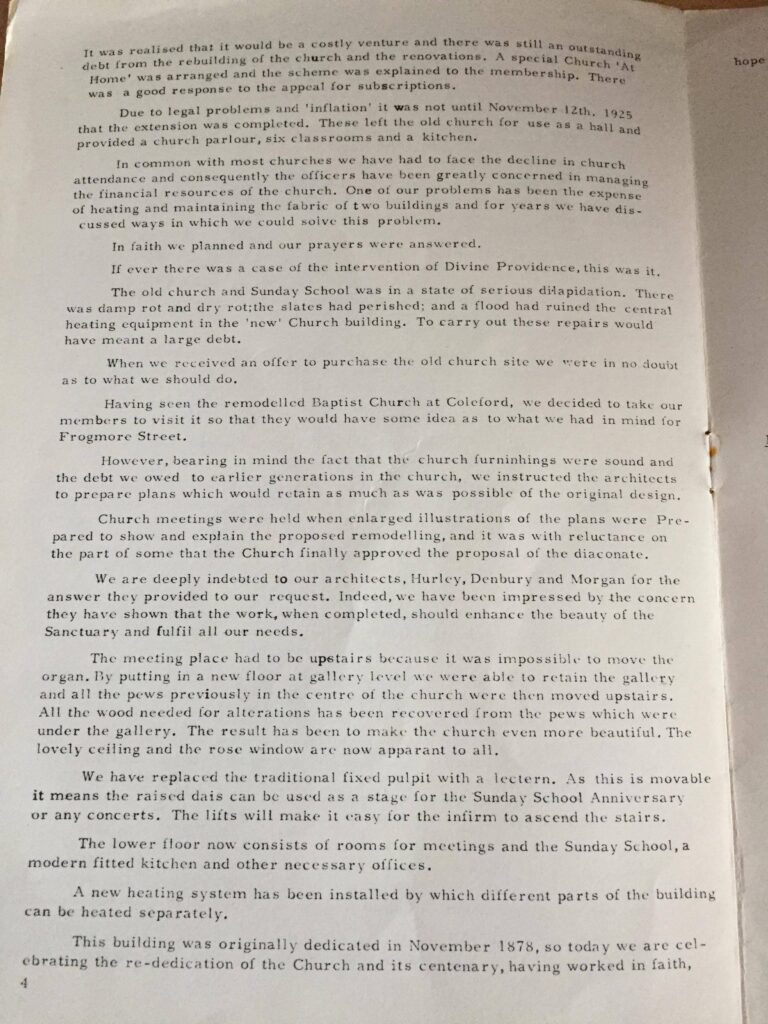 It was realised that it would be a costly venture and there was still an outstanding
debt from the rebuilding of the church and the renovations. A special Church 'At
Home' was arranged and the scheme was explained to the membership. There
was a good response to the appeal for subscriptions.
Due to legal problems and 'inflation' it was not until November 12th, 1925
that the extension was completed. These left the old church for use as a hall and
provided a church parlour, six classrooms and a kitchen.
In common with most churches we have had to face the decline in church
attendance and consequently the officers have been greatly concerned in managing
the financial resources of the church. One of our problems has been the expense
of heating and maintaining the fabric of two buildings and for years we have dis-
cussed ways in which we could solve this problem.
In faith we planned and our prayers were answered.
If ever there was a case of the intervention of Divine Providence, this was it.
The old church and Sunday School was in a state of serious dilapidation. There
was damp rot and dry rot;the slates had perished; and a flood had ruined the central
heating equipment in the 'new' Church building. To carry out these repairs would
have meant a large debt.
When we received an offer to purchase the old church site we were in no doubt
as to what we should do.
Having seen the remodelled Baptist Church at Coleford, we decided to take our
members to visit it so that they would have some idea as to what we had in mind for
Frogmore Street.
However, bearing in mind the fact that the church furninhings were sound and
the debt we owed to earlier generations in the church, we instructed the architects
to prepare plans which would retain as much as was possible of the original design.
Church meetings were held when enlarged illustrations of the plans were Pre-
pared to show and explain the proposed remodelling, and it was with reluctance on
the part of some that the Church finally approved the proposal of the diaconate.
We are deeply indebted to our architects, Hurley, Denbury and Morgan for the
answer they provided to our request. Indeed, we have been impressed by the concern
they have shown that the work, when completed, should enhance the beauty of the
Sanctuary and fulfil all our needs.
The meeting place had to be upstairs because it was impossible to move the
organ. By putting in a new floor at gallery level we were able to retain the gallery
and all the pews previously in the centre of the church were then moved upstairs.
All the wood needed for alterations has been recovered from the pews which were
under the gallery. The result has been to make the church even more beautiful. The
lovely ceiling and the rose window are now apparant to all.
We have replaced the traditional fixed pulpit with a lectern. As this is movable
it means the raised dais can be used as a stage for the Sunday School Anniversary
or any concerts. The lifts will make it easy for the infirm to ascend the stairs.
The lower floor now consists of rooms for meetings and the Sunday School, a
modern fitted kitchen and other necessary offices.
A new heating system has been installed by which different parts of the building
can be heated separately.
This building was originally dedicated in November 1878, so today we are cel-
ebrating the re-dedication of the Church and its centenary, having worked in faith,
4
hope